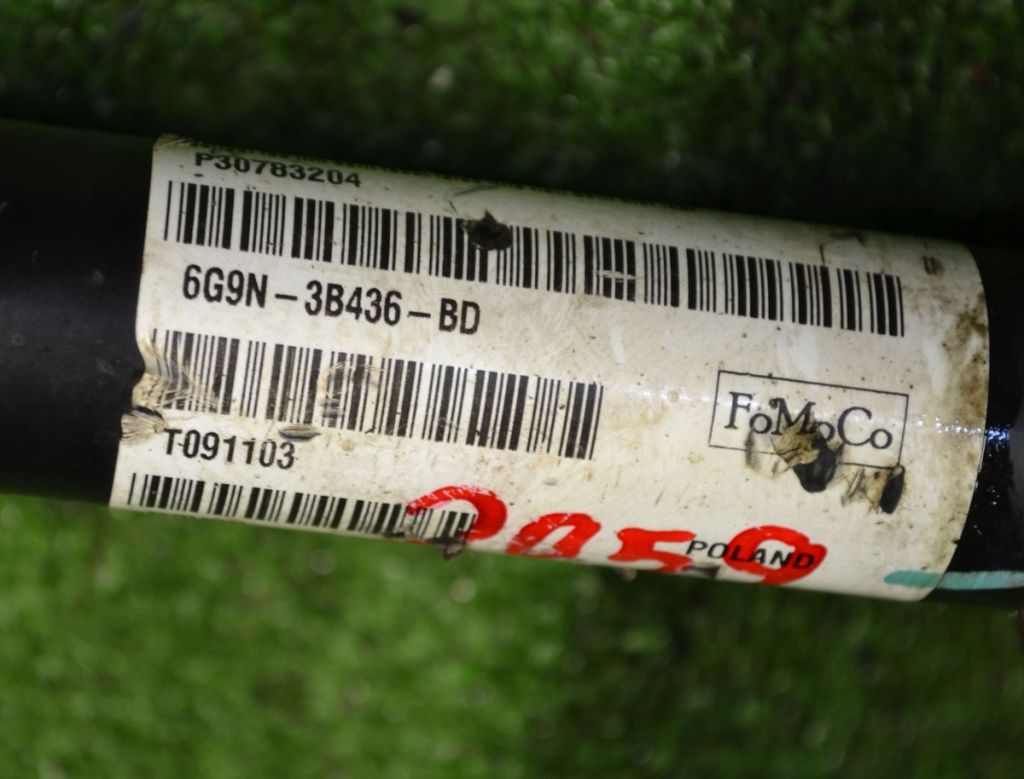 P30783204
6G9N-3B436-BD
FoMoCo
T091103
POLAND